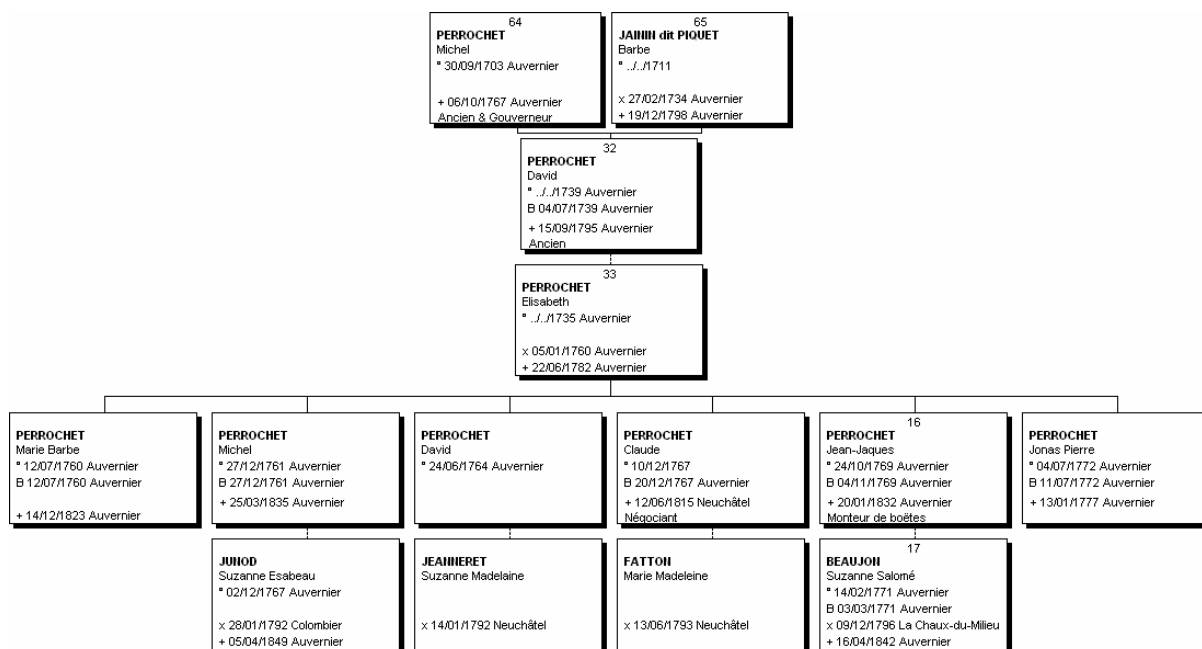 64
PERROCHET
Michel
° 30/09/1703 Auvernier
+ 06/10/1767 Auvernier
Ancien & Gouverneur
65
JAININ dit PIQUET
Barbe
° ../../1711
x 27/02/1734 Auvernier
+ 19/12/1798 Auvernier
32
PERROCHET
David
° ../../1739 Auvernier
B 04/07/1739 Auvernier
+ 15/09/1795 Auvernier
Ancien
33
PERROCHET
Elisabeth
° ../../1735 Auvernier
x 05/01/1760 Auvernier
+ 22/06/1782 Auvernier
PERROCHET
Marie Barbe
° 12/07/1760 Auvernier
B 12/07/1760 Auvernier
+ 14/12/1823 Auvernier
PERROCHET
Michel
° 27/12/1761 Auvernier
B 27/12/1761 Auvernier
+ 25/03/1835 Auvernier
PERROCHET
David
° 24/06/1764 Auvernier
PERROCHET
Claude
° 10/12/1767
B 20/12/1767 Auvernier
+ 12/06/1815 Neuchâtel
Négociant
16
PERROCHET
Jean-Jaques
° 24/10/1769 Auvernier
B 04/11/1769 Auvernier
+ 20/01/1832 Auvernier
Monteur de boëtes
PERROCHET
Jonas Pierre
° 04/07/1772 Auvernier
B 11/07/1772 Auvernier
+ 13/01/1777 Auvernier
JUNOD
Suzanne Esabeau
° 02/12/1767 Auvernier
x 28/01/1792 Colombier
+ 05/04/1849 Auvernier
JEANNERET
Suzanne Madelaine
x 14/01/1792 Neuchâtel
FATTON
Marie Madeleine
x 13/06/1793 Neuchâtel
17
BEAUJON
Suzanne Salomé
° 14/02/1771 Auvernier
B 03/03/1771 Auvernier
x 09/12/1796 La Chaux-du-Milieu
+ 16/04/1842 Auvernier